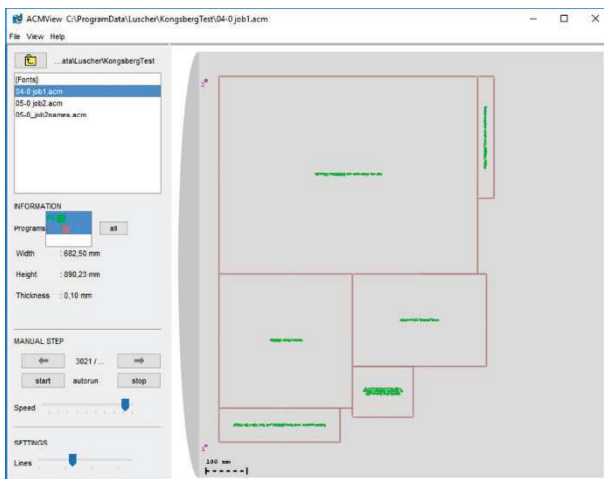 ACMView C:\ProgramData\Luscher\KongsbergTest\04-0 job1.acm
File View Help
...ata\Luscher\KongsbergTest
[Fonts]
04-0 job1.acm
05-0 job2.acm
05-0_job2names.acm
INFORMATION
Programs
all
Width : 682,50 mm
Height : 890,23 mm
Thickness : 0,10 mm
MANUAL STEP
3021 / ...
start autorun stop
Speed
SETTINGS
Lines
100 mm